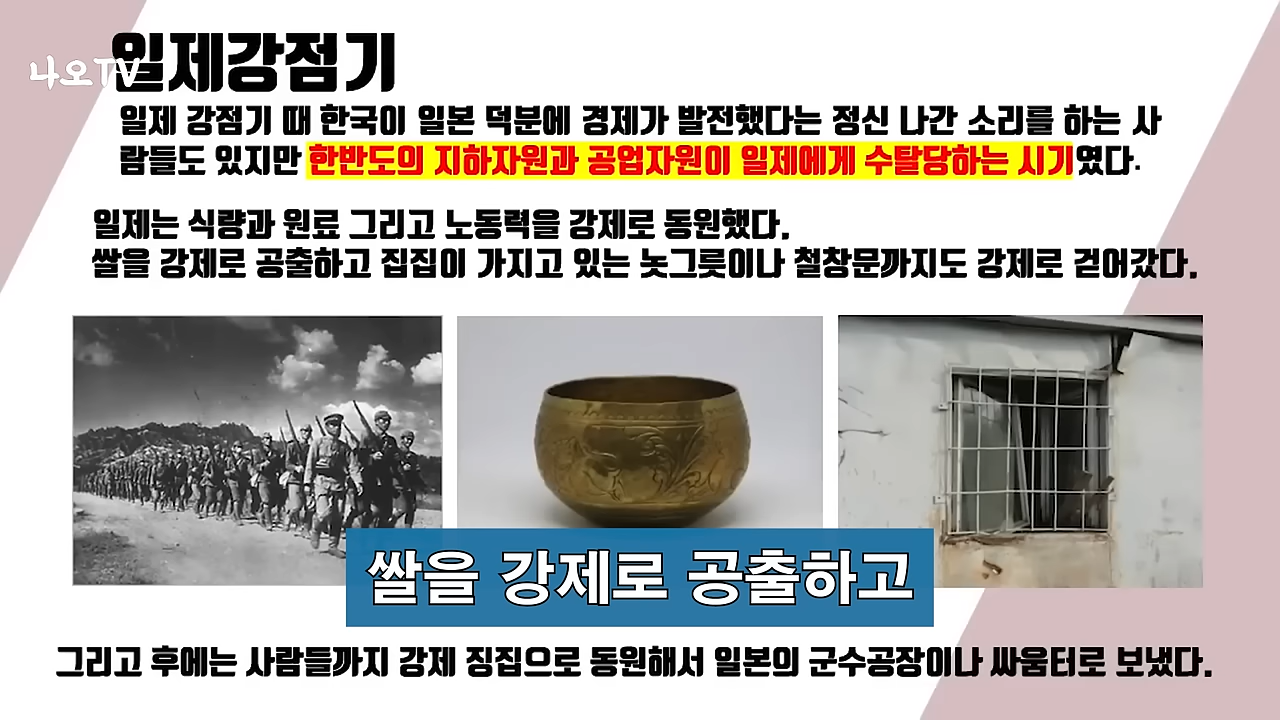 일제강점기
나오TV
일제 강점기 때 한국이 일본 덕분에 경제가 발전했다는 정신 나간 소리를 하는 사
람들도 있지만 한반도의 지하자원과 공업자원이 일제에게 수탈당하는 시기였다.
일제는 식량과 원료 그리고 노동력을 강제로 동원했다.
쌀을 강제로 공출하고 집집이 가지고 있는 놋그릇이나 철창문까지도 강제로 걷어갔다.
쌀을 강제로 공출하고
그리고 후에는 사람들까지 강제 징집으로 동원해서 일본의 군수공장이나 싸움터로 보냈다.